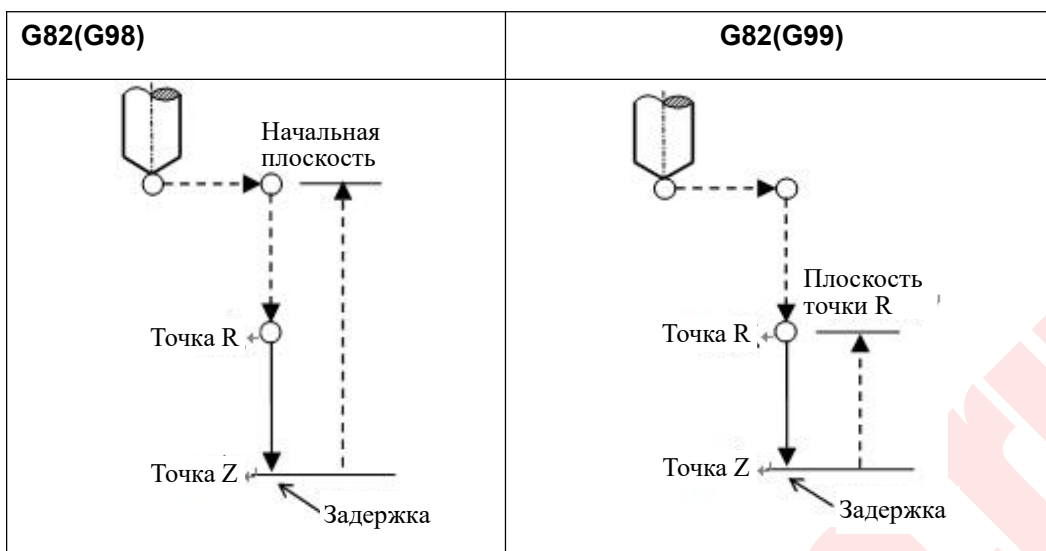 G82(G98)
G82(G99)
Начальная
плоскость
Точка R
Точка Z
Задержка
Плоскость
точки R
Точка R
Точка Z
Задержка